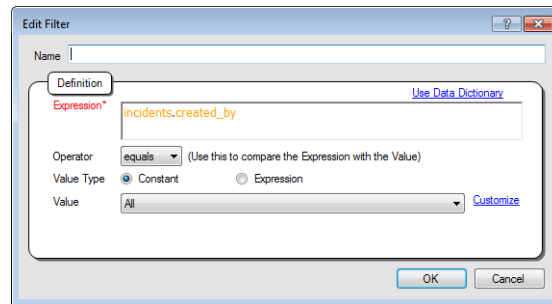 Edit Filter
Name
Definition
Use Data Dictionary
Expression*
incidents.created_by
Operator equals (Use this to compare the Expression with the Value)
Value Type Constant Expression
Value All Customize
OK Cancel